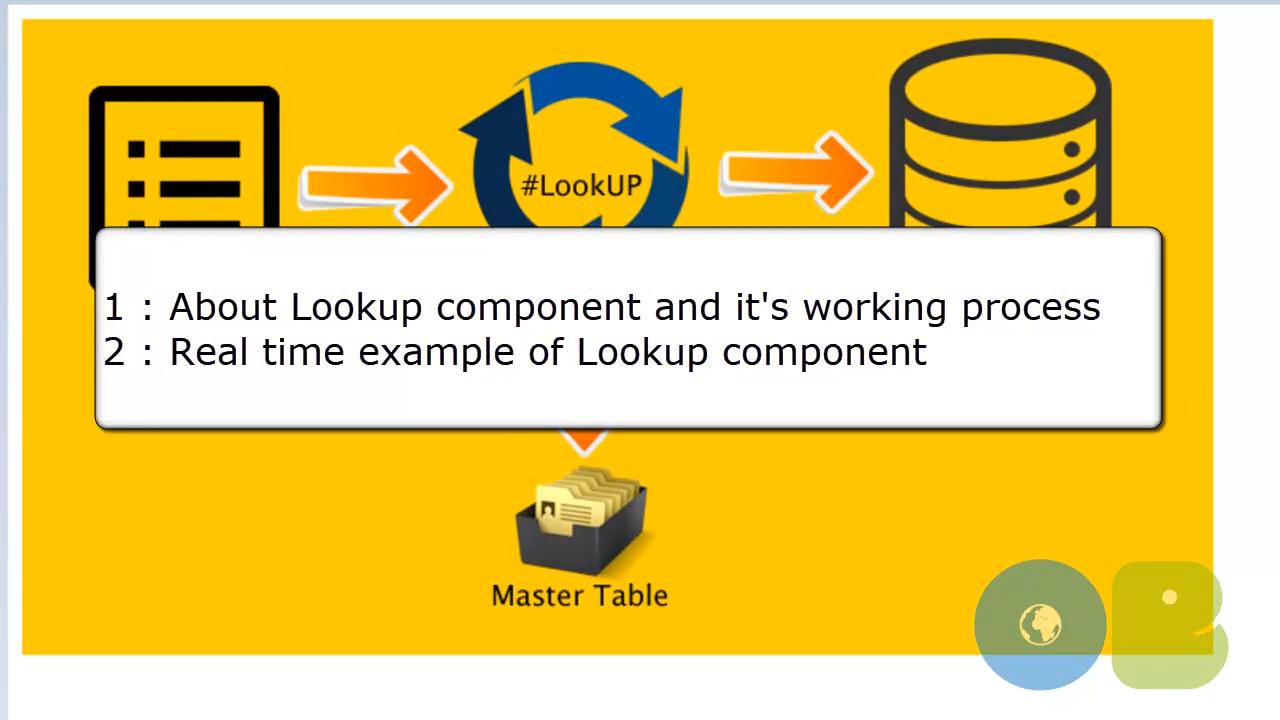 #LookUP
1 : About Lookup component and it's working process
2 : Real time example of Lookup component
Master Table